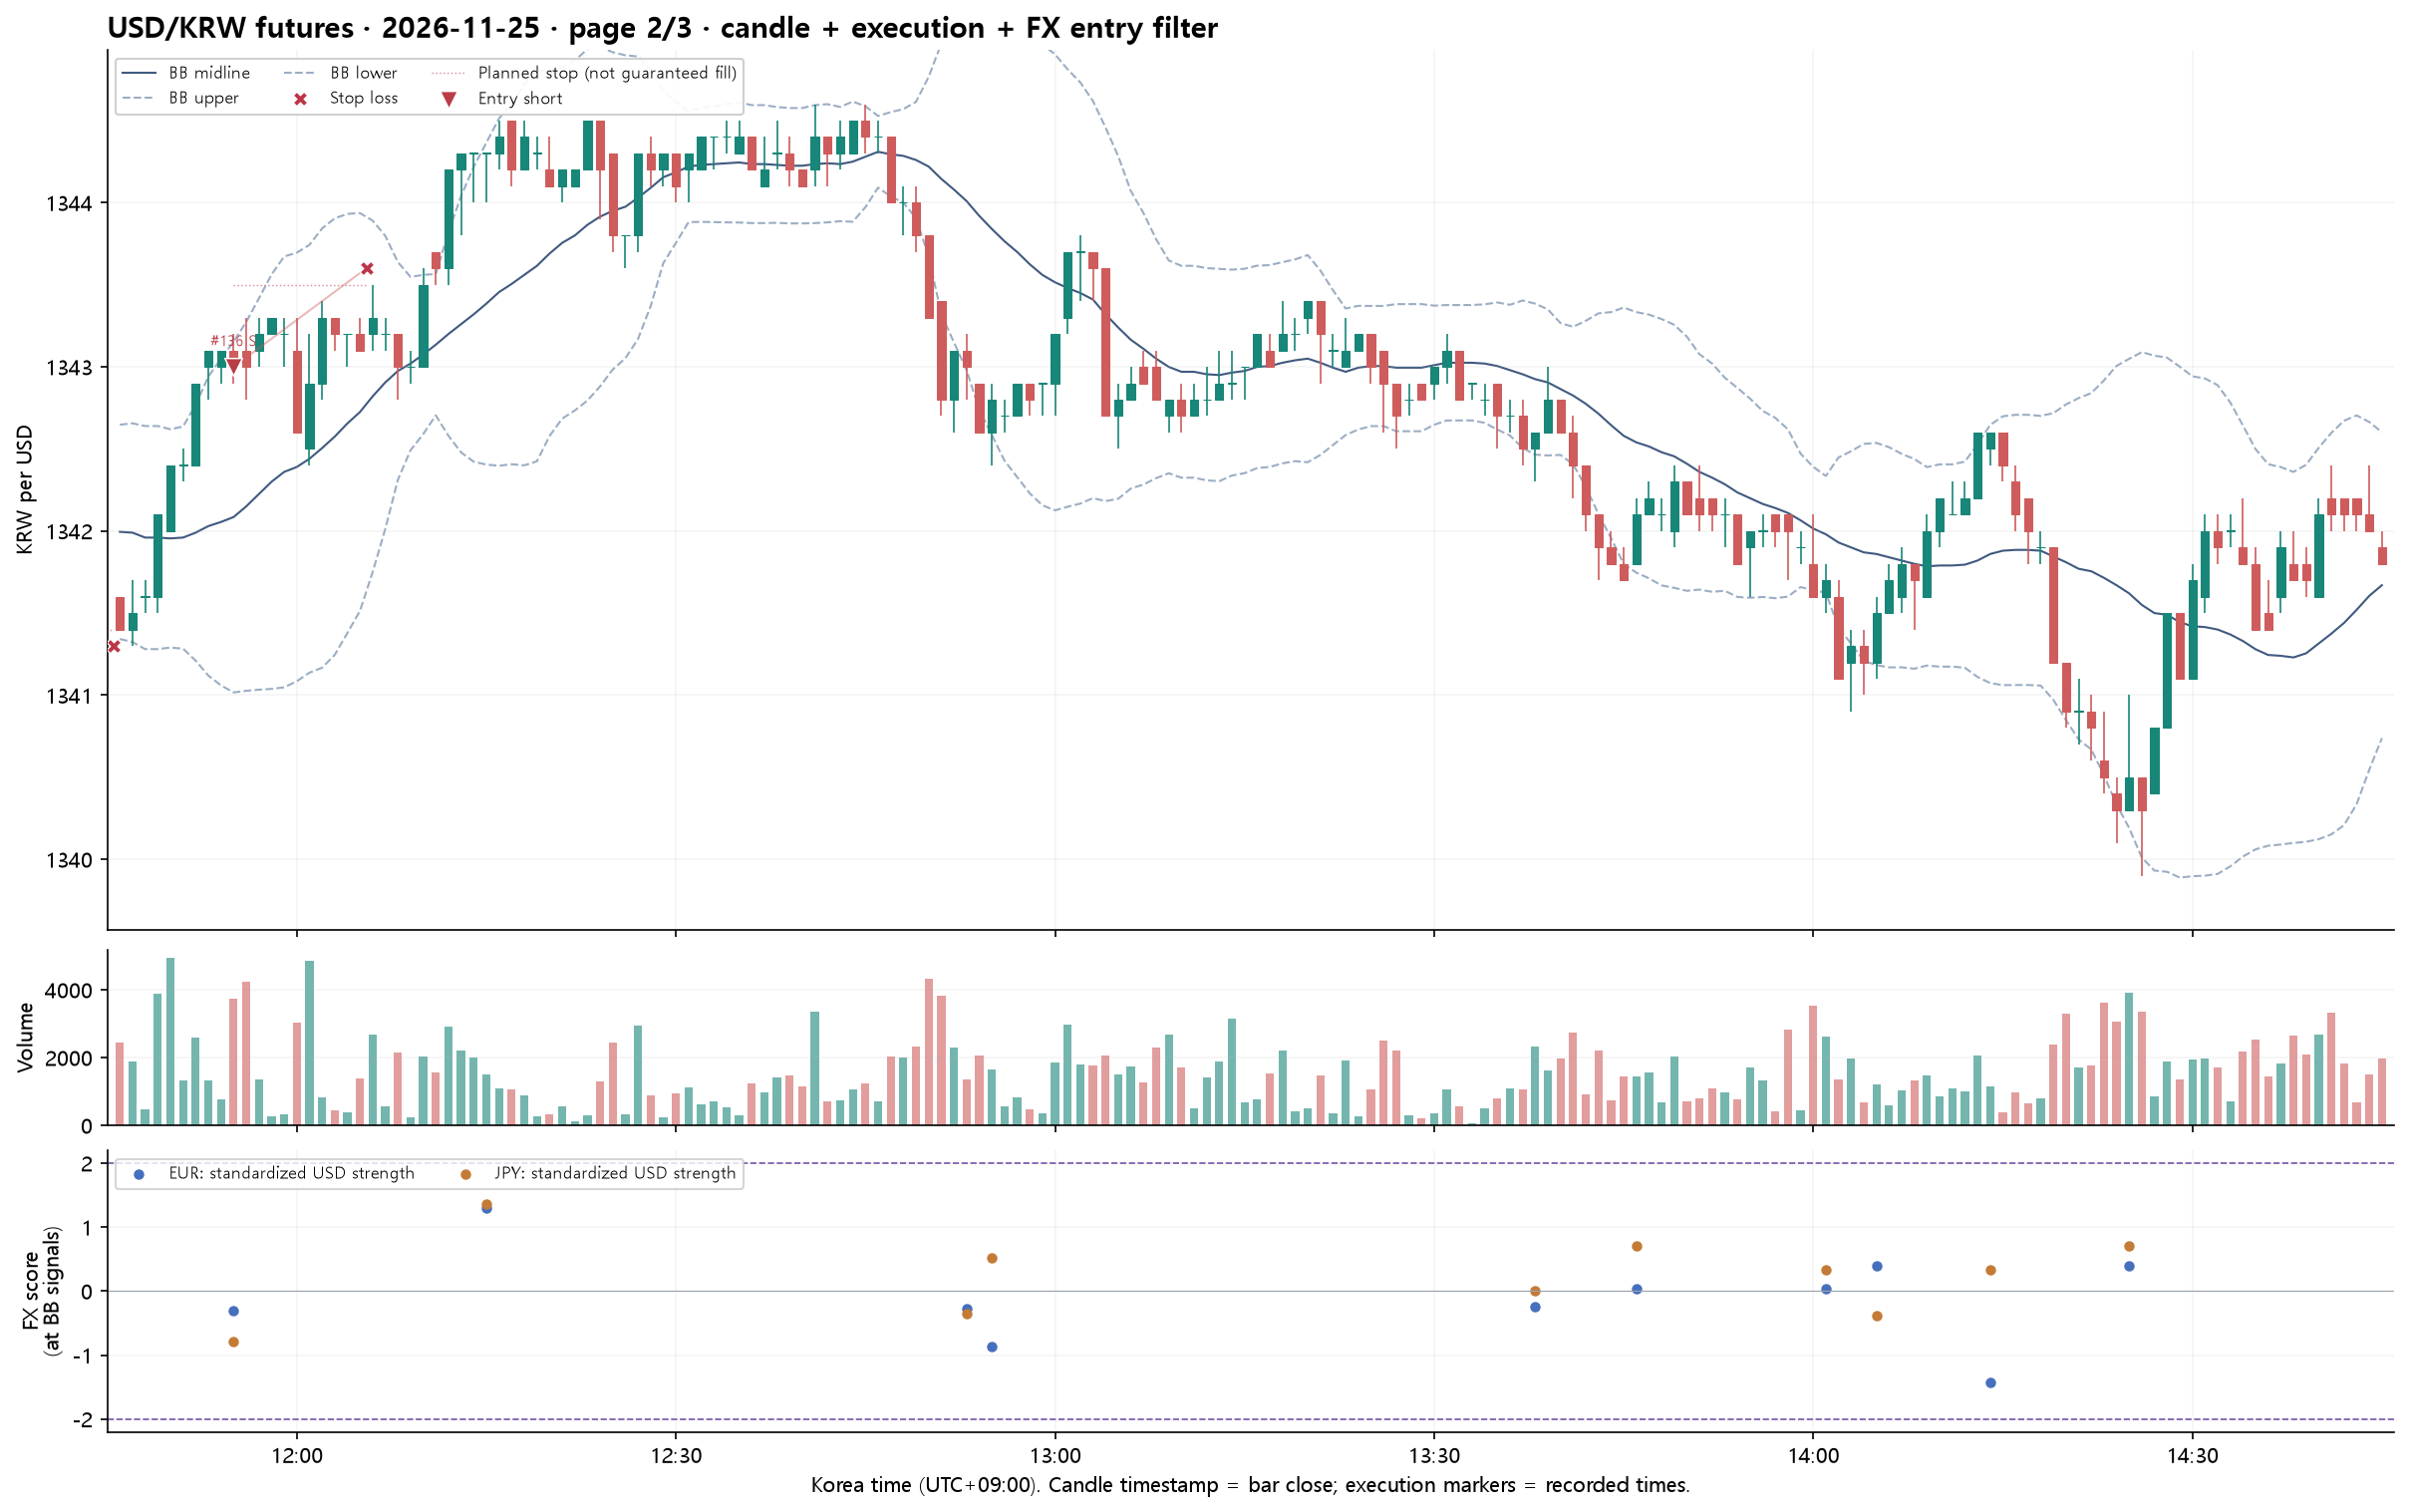 USD/KRW futures · 2026-11-25 · page 2/3 · candle + execution + FX entry filter
BB midline
BB lower
Planned stop (not guaranteed fill)
BB upper
Stop loss
Entry short
KRW per USD
1344
1343
1342
1341
1340
#136 S
Volume
4000
2000
0
EUR: standardized USD strength
JPY: standardized USD strength
FX score
(at BB signals)
2
1
0
-1
-2
12:00
12:30
13:00
13:30
14:00
14:30
Korea time (UTC+09:00). Candle timestamp = bar close; execution markers = recorded times.